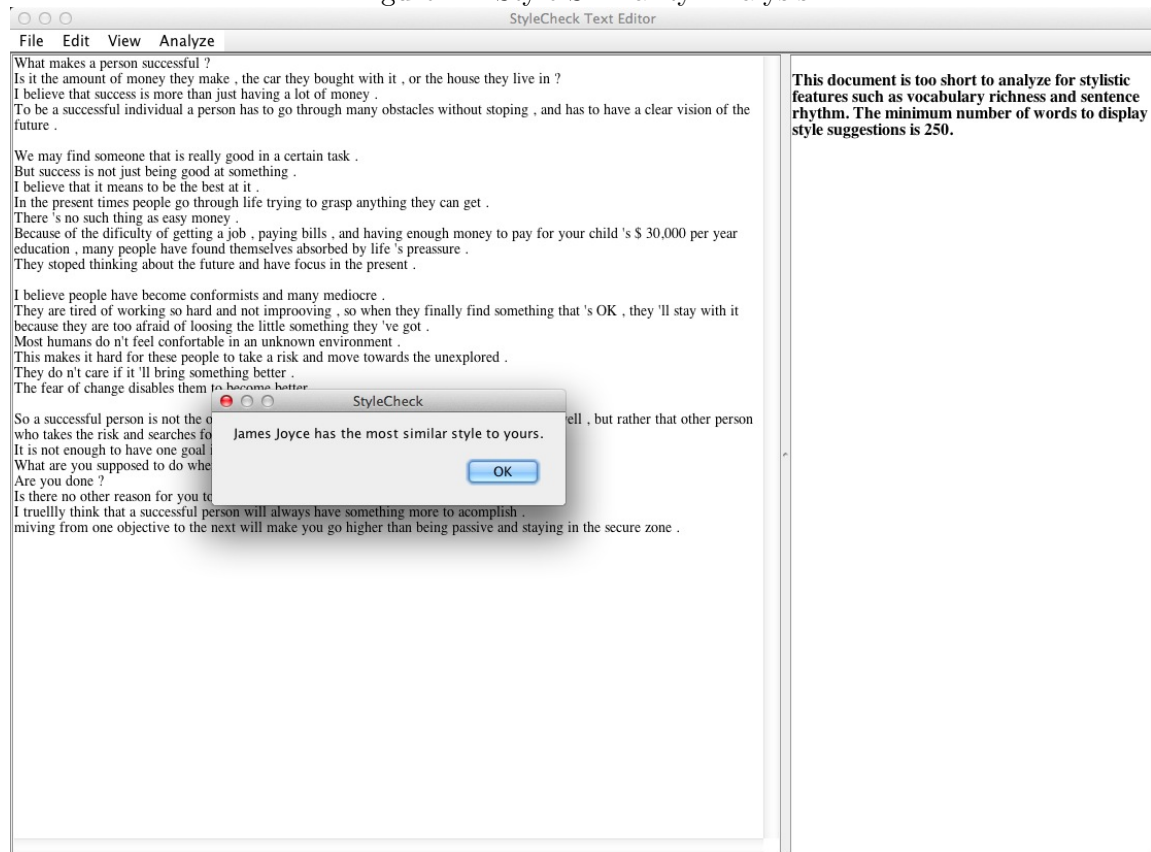 StyleCheck Text Editor
File Edit View Analyze
What makes a person successful ?
Is it the amount of money they make , the car they bought with it , or the house they live in ?
I believe that success is more than just having a lot of money .
To be a successful individual a person has to go through many obstacles without stoping , and has to have a clear vision of the
future .
We may find someone that is really good in a certain task .
But success is not just being good at something .
I believe that it means to be the best at it .
In the present times people go through life trying to grasp anything they can get .
There 's no such thing as easy money .
Because of the dificulty of getting a job , paying bills , and having enough money to pay for your child 's $ 30,000 per year
education , many people have found themselves absorbed by life 's preassure .
They stoped thinking about the future and have focus in the present .
I believe people have become conformists and many mediocre .
They are tired of working so hard and not improoving , so when they finally find something that 's OK , they 'll stay with it
because they are too afraid of loosing the little something they 've got .
Most humans do n't feel confortable in an unknown environment .
This makes it hard for these people to take a risk and move towards the unexplored .
They do n't care if it 'll bring something better .
The fear of change disables them to become better
So a successful person is not the , but rather that other person
who takes the risk and searches
It is not enough to have one goal
What are you supposed to do
Are you done ?
Is there no other reason for you
I truellly think that a successful person will always have something more to acomplish .
miving from one objective to the next will make you go higher than being passive and staying in the secure zone .
StyleCheck
James Joyce has the most similar style to yours.
OK
This document is too short to analyze for stylistic
features such as vocabulary richness and sentence
rhythm. The minimum number of words to display
style suggestions is 250.